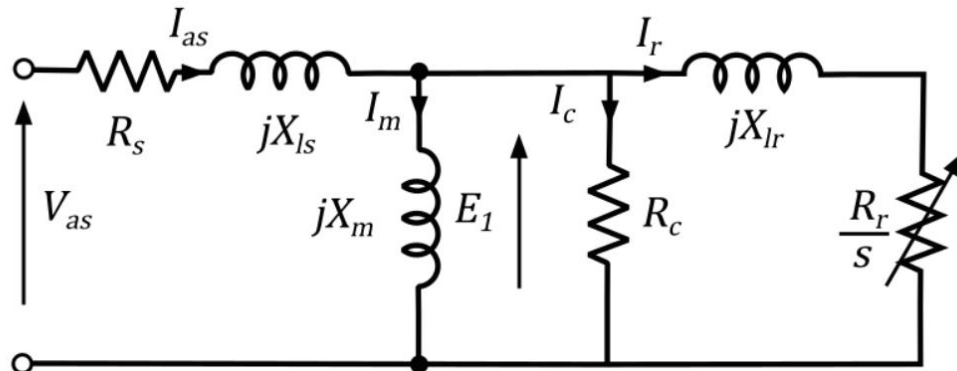 I_as
I_r
I_m
I_c
R_s
jX_ls
jX_lr
V_as
jX_m
E_1
R_c
R_r
s